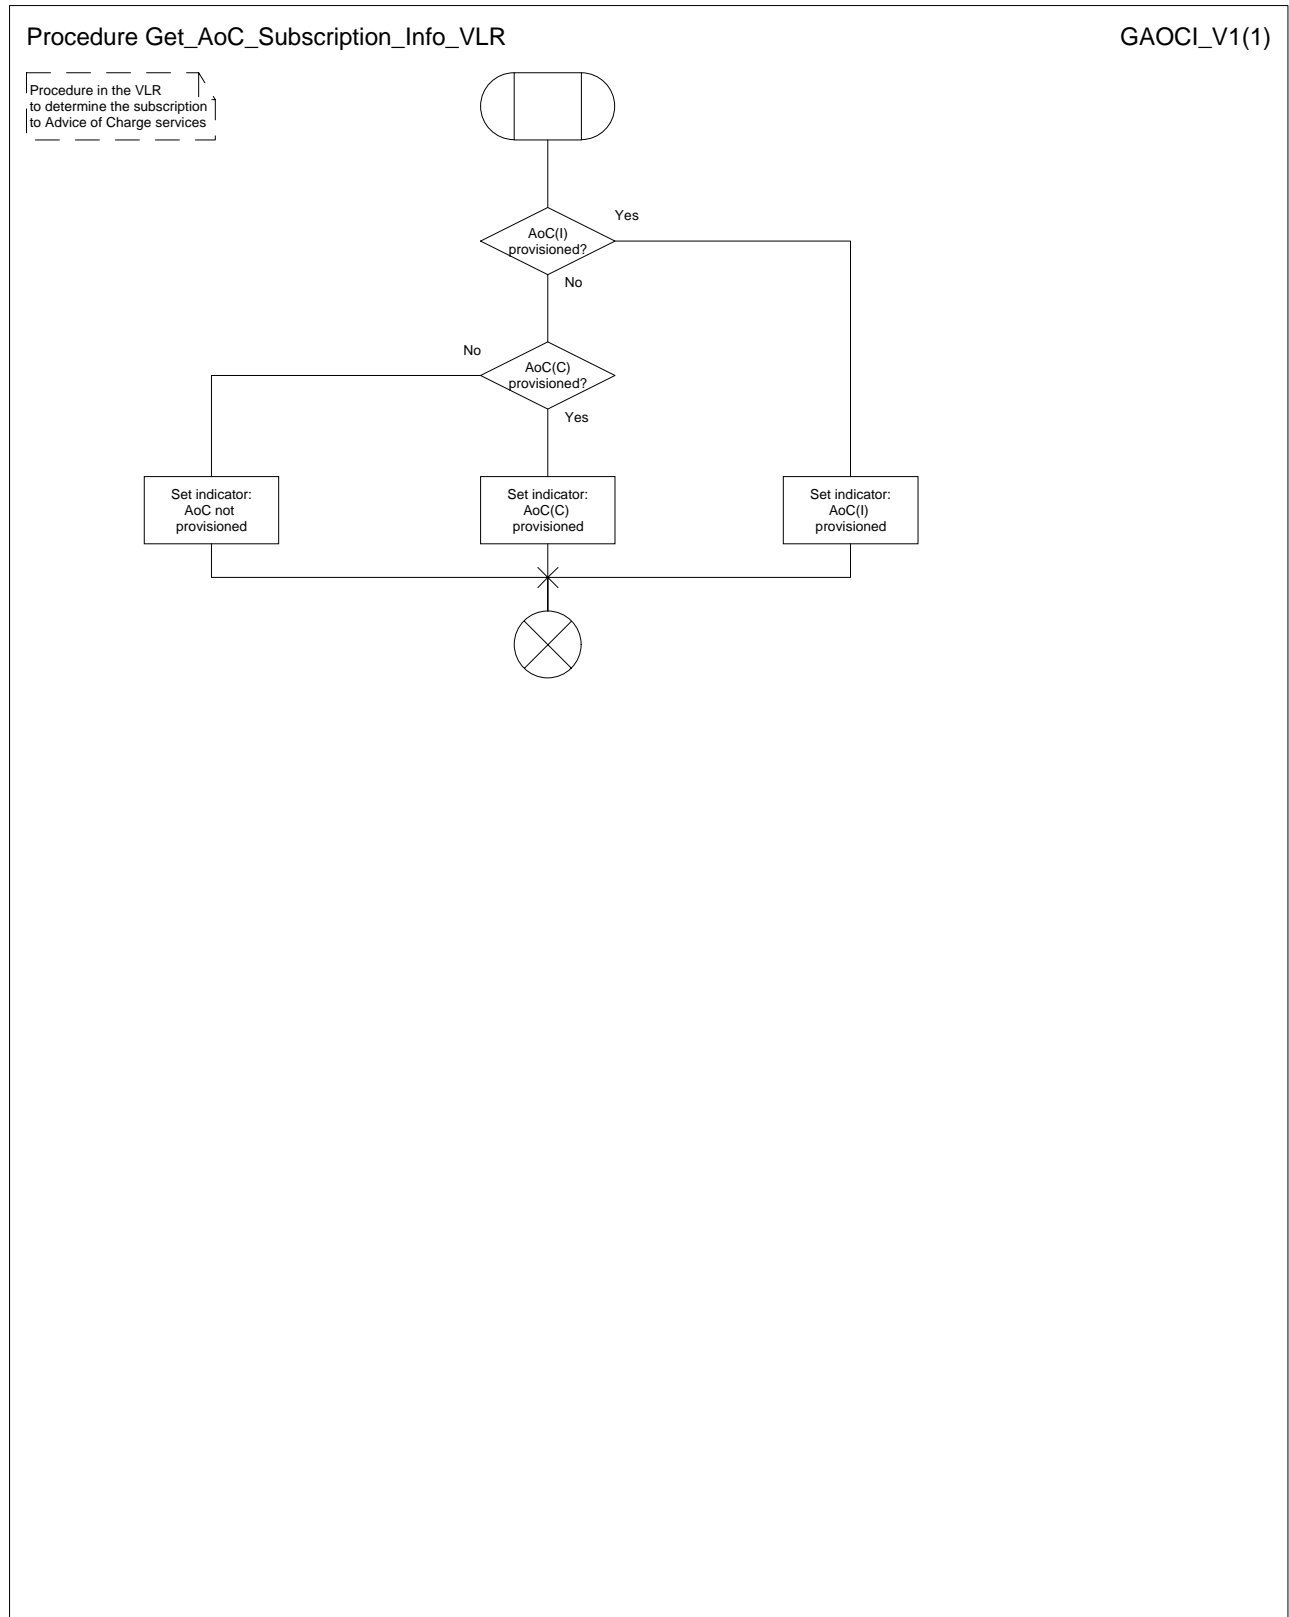 Procedure Get_AoC_Subscription_Info_VLR
GAOCI_V1(1)
Procedure in the VLR
to determine the subscription
to Advice of Charge services
Yes
AoC(I)
provisioned?
No
No
AoC(C)
provisioned?
Yes
Set indicator:
AoC not
provisioned
Set indicator:
AoC(C)
provisioned
Set indicator:
AoC(I)
provisioned